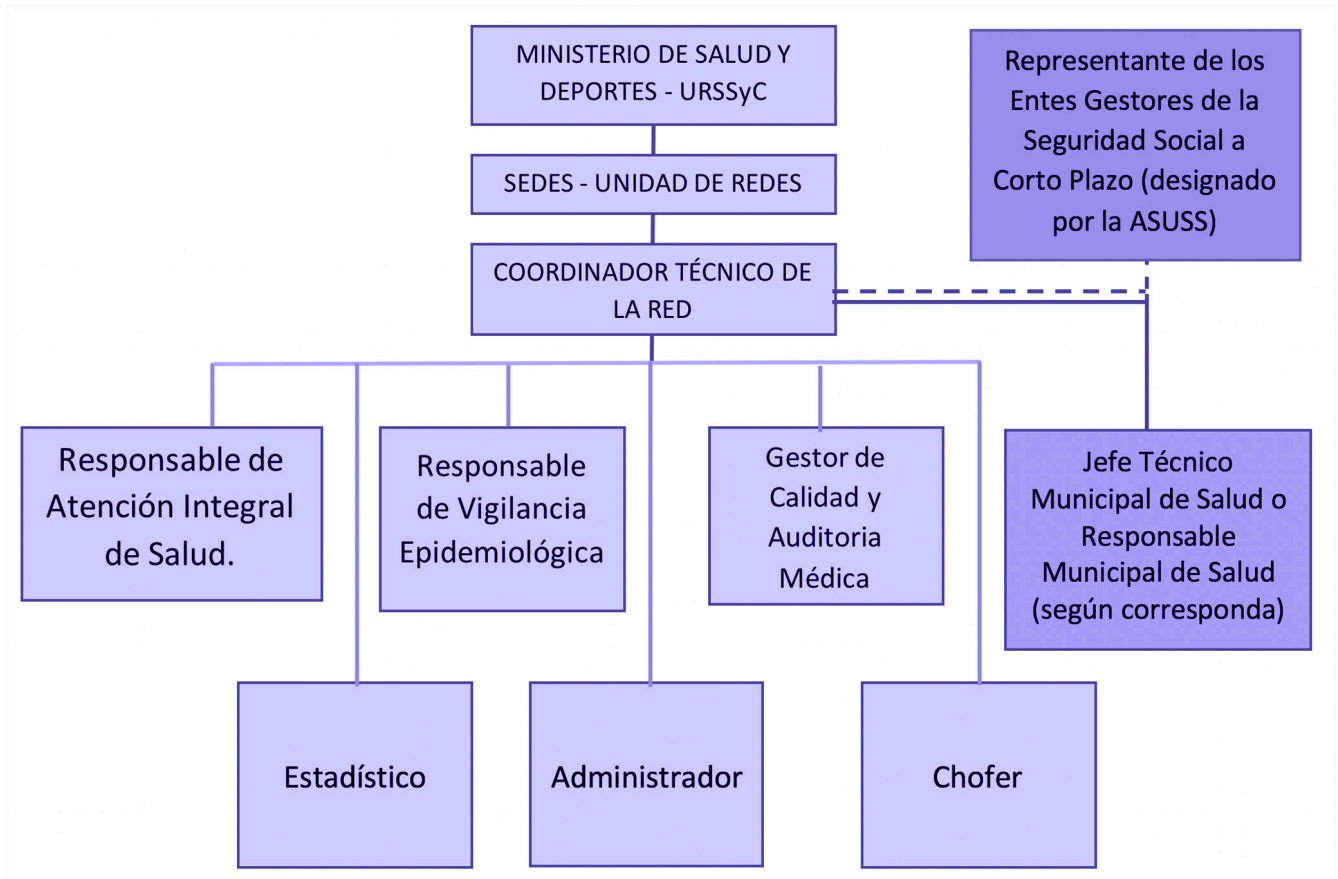 MINISTERIO DE SALUD Y
DEPORTES - URSSyC
Representante de los
Entes Gestores de la
Seguridad Social a
Corto Plazo (designado
por la ASUSS)
SEDES - UNIDAD DE REDES
COORDINADOR TÉCNICO DE
LA RED
Responsable de
Atención Integral
de Salud.
Responsable
de Vigilancia
Epidemiológica
Gestor de
Calidad y
Auditoria
Médica
Jefe Técnico
Municipal de Salud o
Responsable
Municipal de Salud
(según corresponda)
Estadístico
Administrador
Chofer